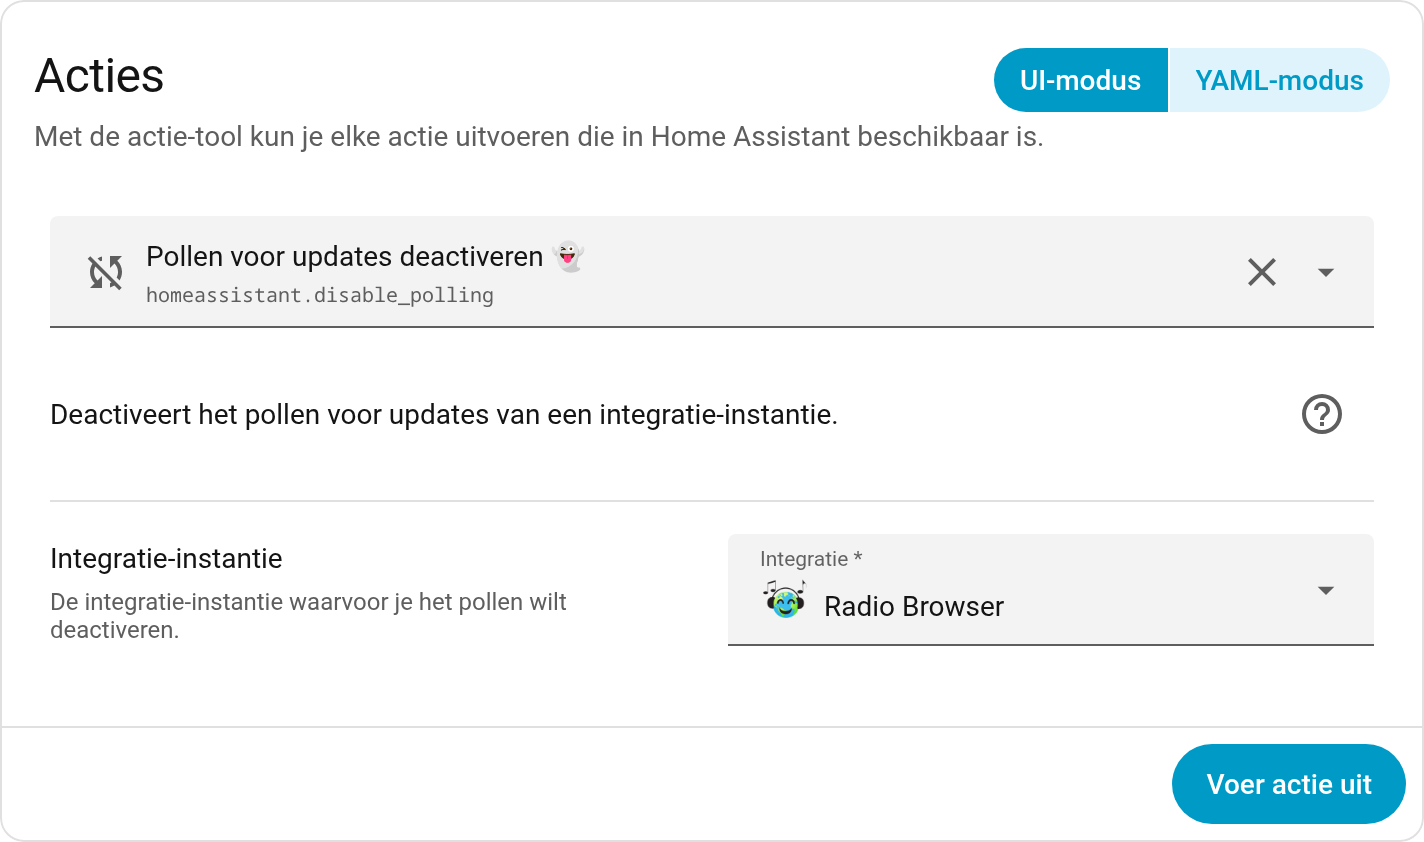 Acties
UI-modus
YAML-modus
Met de actie-tool kun je elke actie uitvoeren die in Home Assistant beschikbaar is.
Pollen voor updates deactiveren 👻
homeassistant.disable_polling
Deactiveert het pollen voor updates van een integratie-instantie.
Integratie-instantie
De integratie-instantie waarvoor je het pollen wilt
deactiveren.
Integratie *
Radio Browser
Voer actie uit